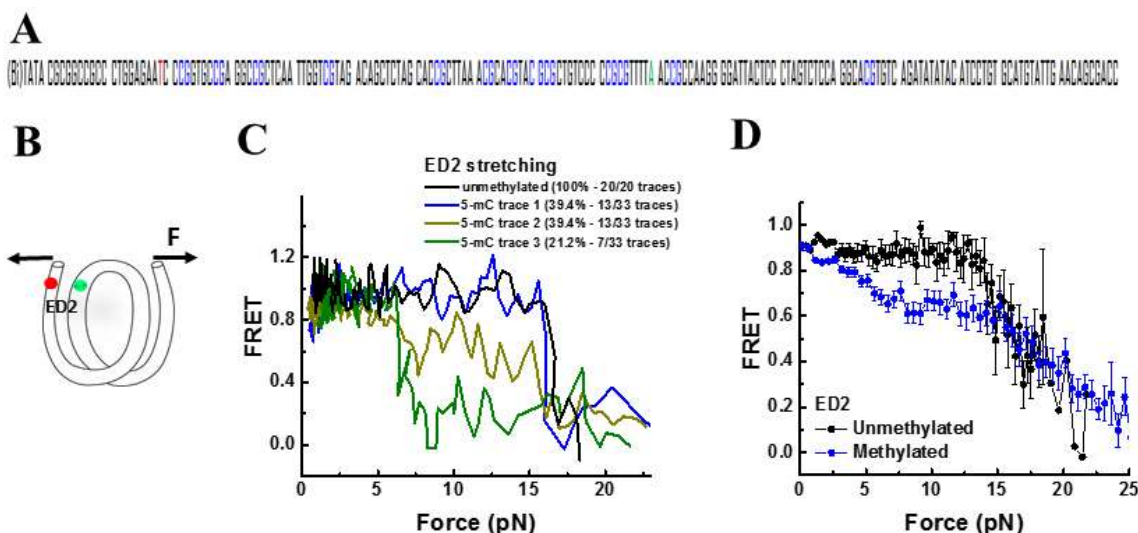 A
(Bi)TATA CGCGGCCGCC CTGGAGAATC CCGGTGCCGA GGCCGCTCAA TTGGTCGTAG ACAGCTCTAG CACCGCTTAA ACGCACGTAC GCGCTGTCCC CCGCGTTTTA ACCGCCAAGG GGATTACTCC CTAGTCTCCA GGCACGTGTC AGATATATAC ATCCTGT GCATGTATTG AACAGCGACC
B
F
ED2
C
ED2 stretching
unmethylated (100% - 20/20 traces)
5-mC trace 1 (39.4% - 13/33 traces)
5-mC trace 2 (39.4% - 13/33 traces)
5-mC trace 3 (21.2% - 7/33 traces)
FRET
1.2
0.8
0.4
0.0
0 5 10 15 20
Force (pN)
D
FRET
1.0
0.8
0.6
0.4
0.2
0.0
ED2
Unmethylated
Methylated
0 5 10 15 20 25
Force (pN)